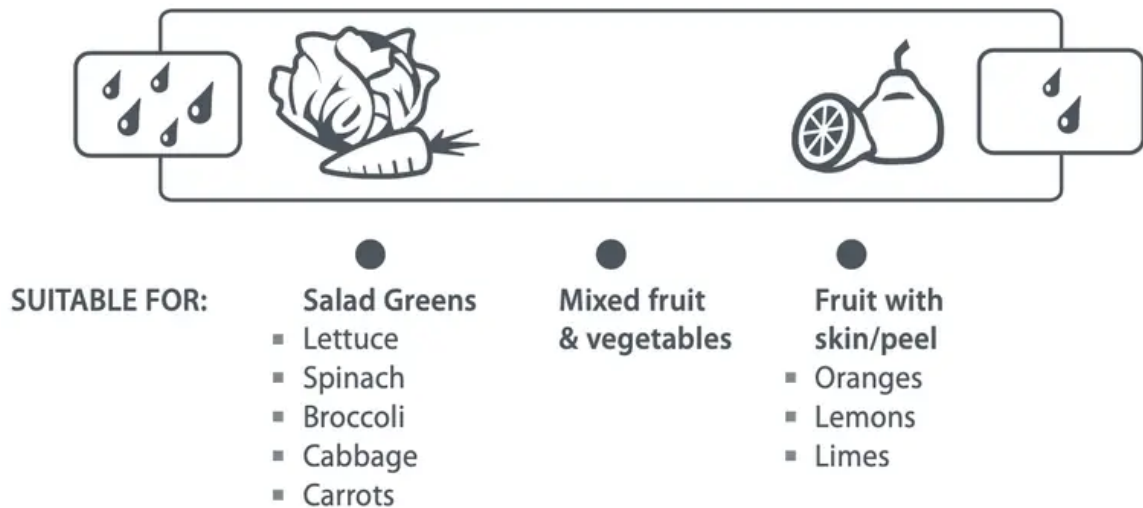 SUITABLE FOR:
Salad Greens
▪ Lettuce
▪ Spinach
▪ Broccoli
▪ Cabbage
▪ Carrots
Mixed fruit
& vegetables
Fruit with
skin/peel
▪ Oranges
▪ Lemons
▪ Limes